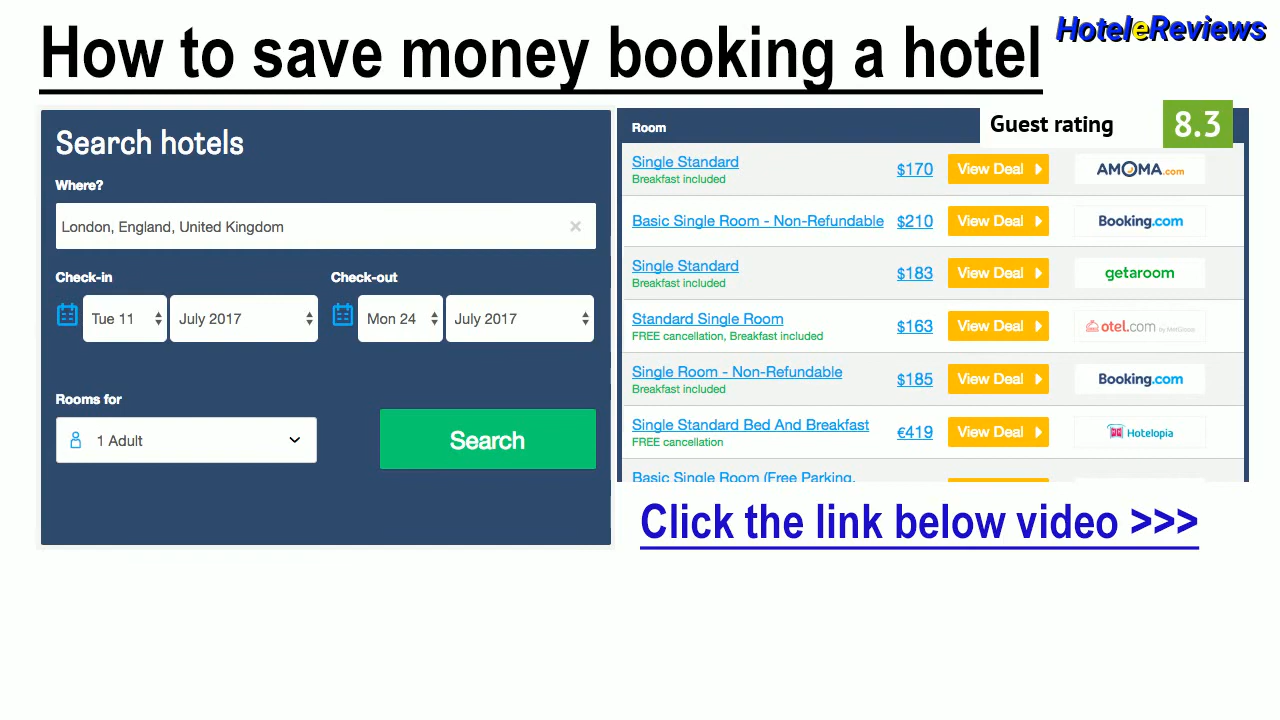 How to save money booking a hotel
HoteleReviews
Search hotels
Where?
London, England, United Kingdom
Check-in
Check-out
Tue 11
July 2017
Mon 24
July 2017
Rooms for
1 Adult
Search
Room
Guest rating
8.3
Single Standard
Breakfast included
$170
View Deal
AMOMA.com
Basic Single Room - Non-Refundable
$210
View Deal
Booking.com
Single Standard
Breakfast included
$183
View Deal
getaroom
Standard Single Room
FREE cancellation, Breakfast included
$163
View Deal
otel.com
Single Room - Non-Refundable
Breakfast included
$185
View Deal
Booking.com
Single Standard Bed And Breakfast
FREE cancellation
€419
View Deal
Hotelopia
Basic Single Room (Free Parking,
Click the link below video >>>